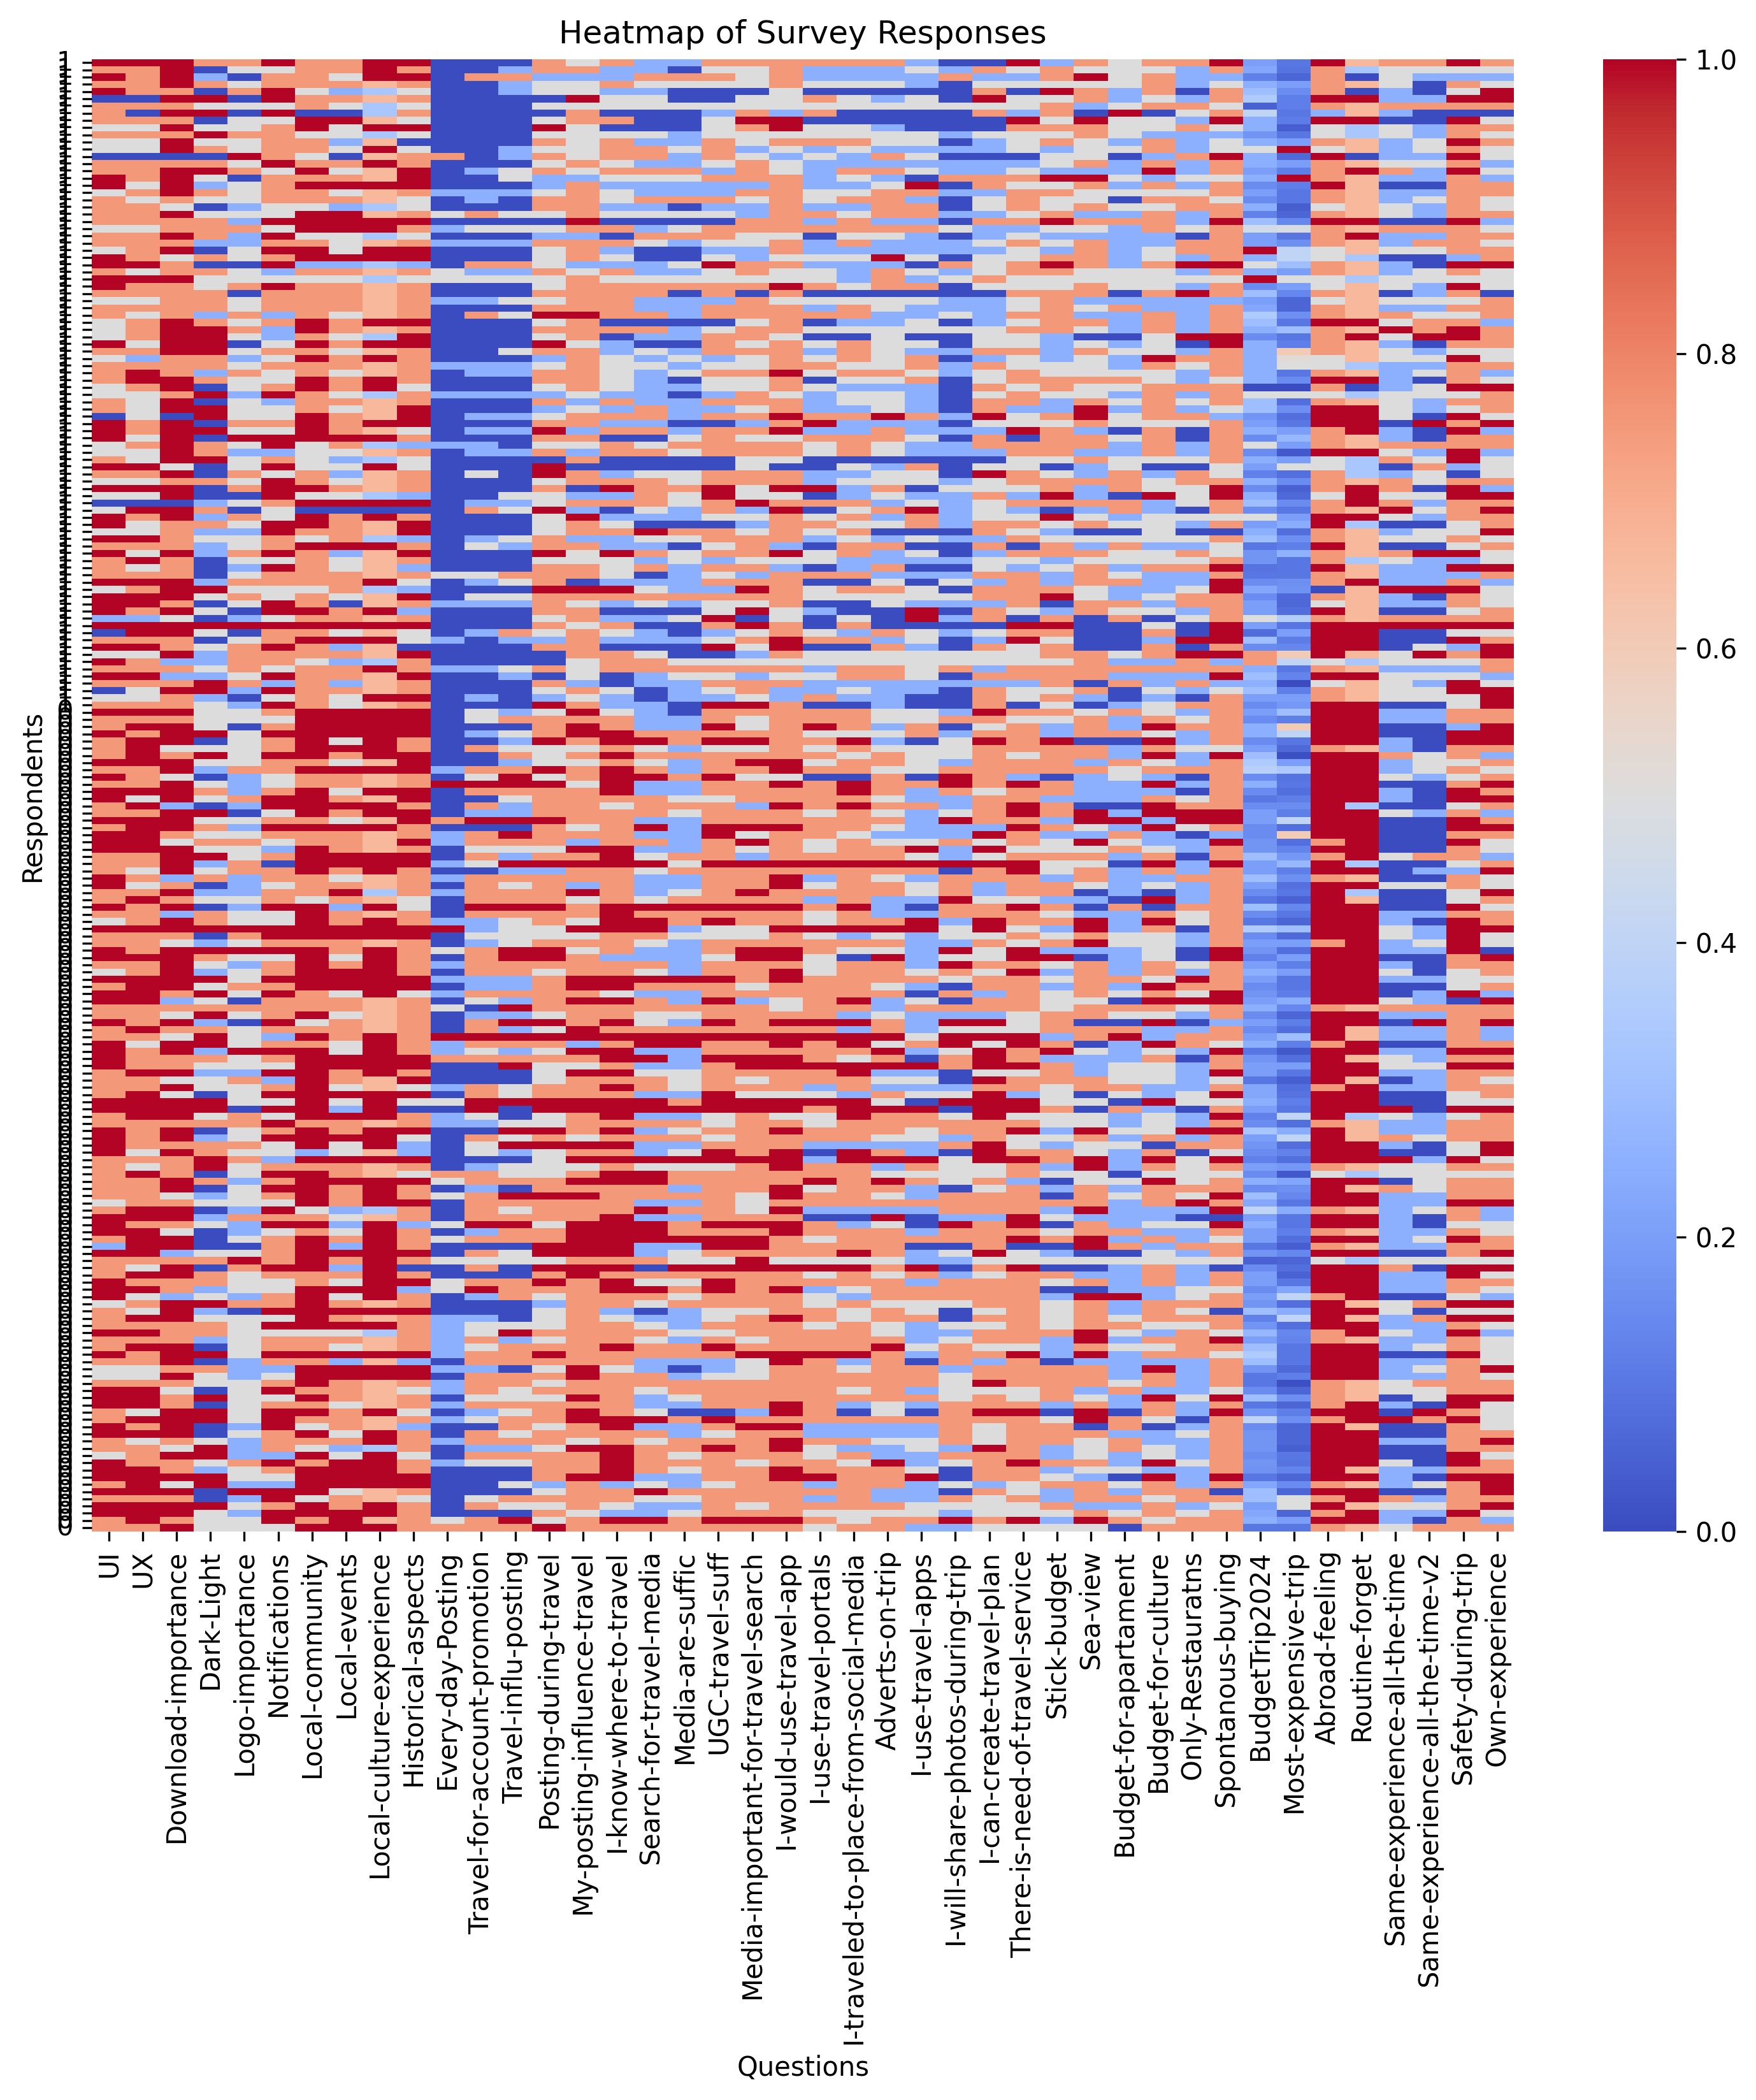 Heatmap of Survey Responses
Respondents
1
0
0
1.0
0.8
0.6
0.4
0.2
0.0
UI
UX
Download-importance
Dark-Light
Logo-importance
Notifications
Local-community
Local-events
Local-culture-experience
Historical-aspects
Every-day-Posting
Travel-for-account-promotion
Travel-influ-posting
Posting-during-travel
My-posting-influence-travel
I-know-where-to-travel
Search-for-travel-media
Media-are-suffic
UGC-travel-suff
Media-important-for-travel-search
I-would-use-travel-app
I-use-travel-portals
I-traveled-to-place-from-social-media
Adverts-on-trip
I-use-travel-apps
I-will-share-photos-during-trip
I-can-create-travel-plan
There-is-need-of-travel-service
Stick-budget
Sea-view
Budget-for-apartament
Budget-for-culture
Only-Restauratns
Spontanous-buying
BudgetTrip2024
Most-expensive-trip
Abroad-feeling
Routine-forget
Same-experience-all-the-time
Same-experience-all-the-time-v2
Safety-during-trip
Own-experience
Questions